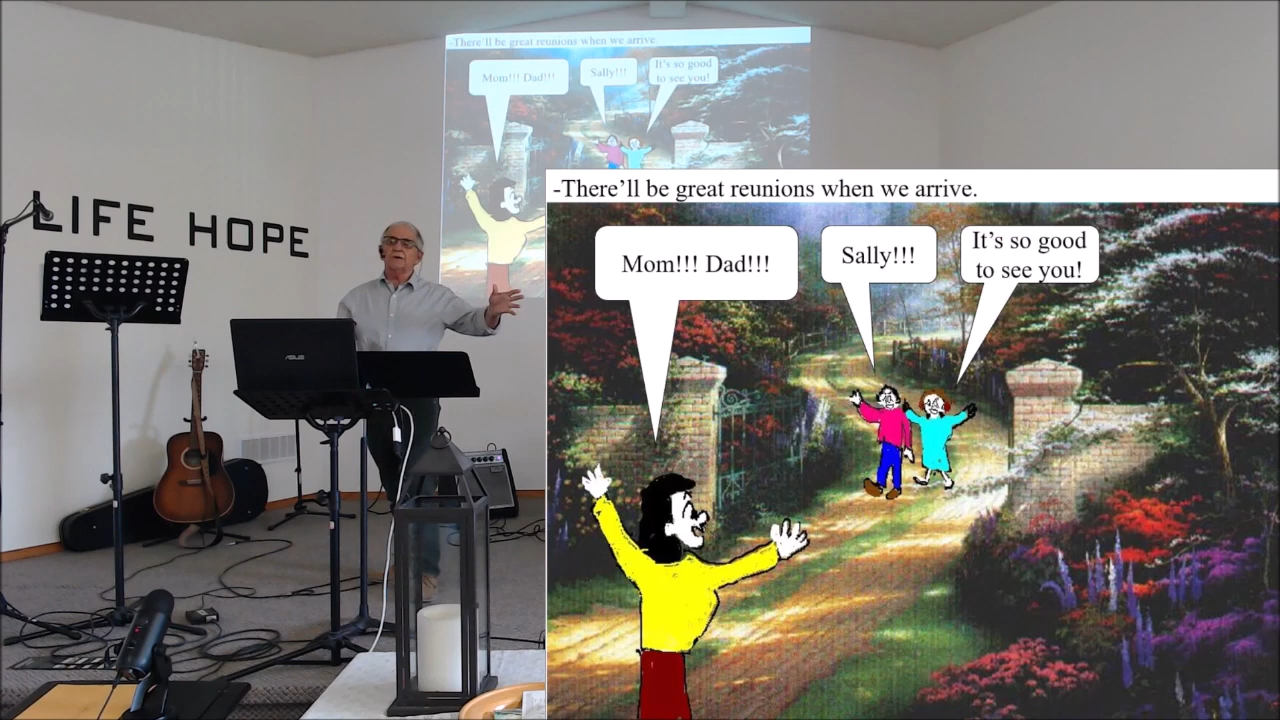 -There'll be great reunions when we arrive.
Mom!!! Dad!!!
Sally!!!
It's so good
to see you!
LIFE HOPE
ASUS
-There’ll be great reunions when we arrive.
Mom!!! Dad!!!
Sally!!!
It’s so good
to see you!